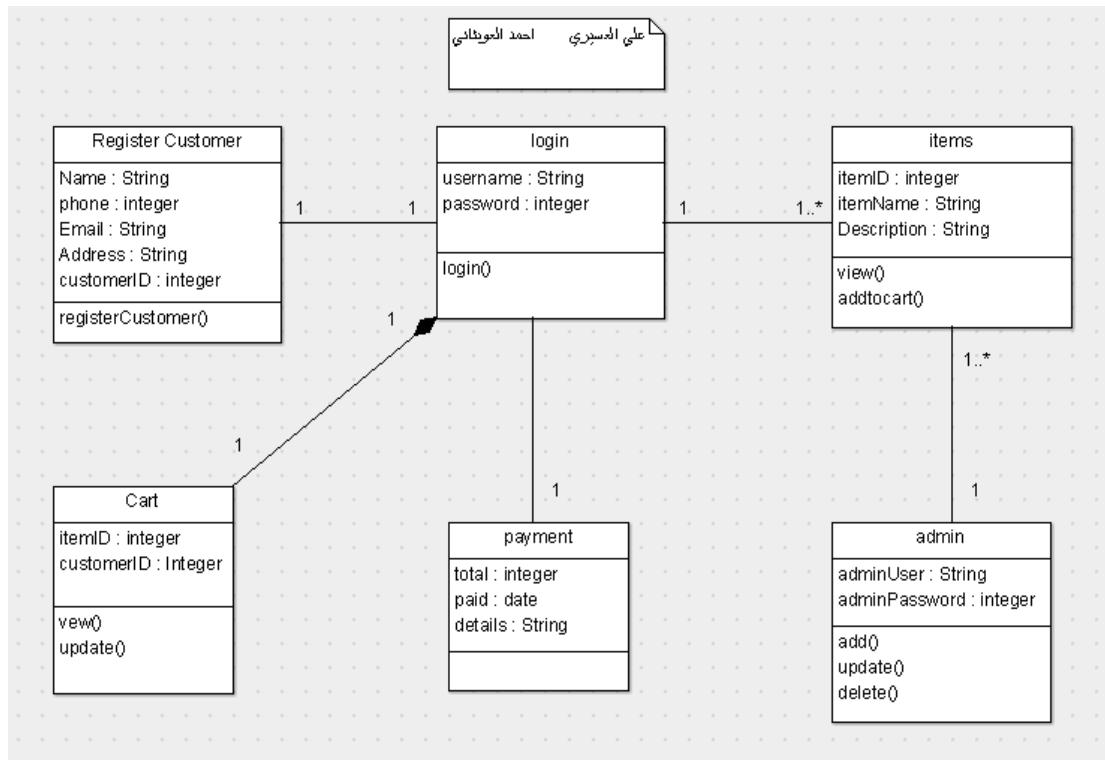 علي العسيري احمد العويثاني
Register Customer
Name : String
phone : integer
Email : String
Address : String
customerID : integer
registerCustomer()
1
1
login
username : String
password : integer
login()
1
1..*
items
itemID : integer
itemName : String
Description : String
view()
addtocart()
1
1
1..*
1
1
Cart
itemID : integer
customerID : Integer
vew()
update()
payment
total : integer
paid : date
details : String
admin
adminUser : String
adminPassword : integer
add()
update()
delete()